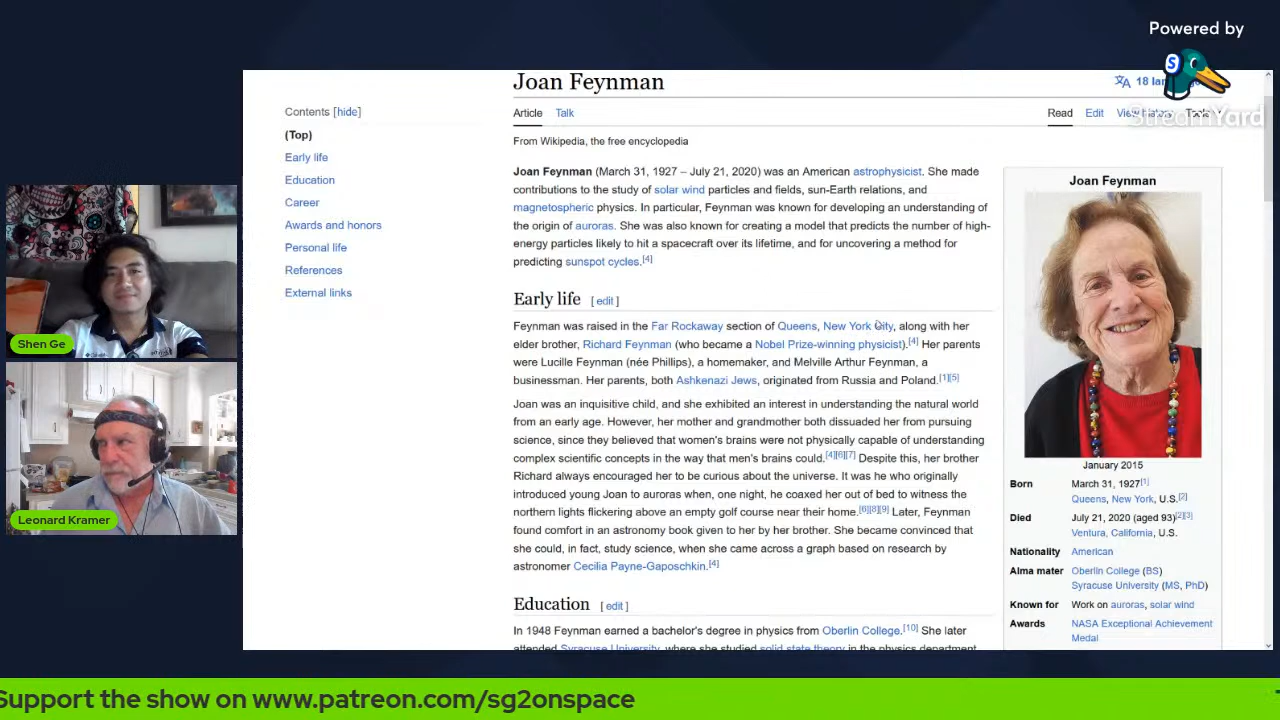 Powered by
StreamYard
Joan Feynman
Contents [hide]
(Top)
Early life
Education
Career
Awards and honors
Personal life
References
External links
Article Talk
Read Edit View history
From Wikipedia, the free encyclopedia
Joan Feynman (March 31, 1927 – July 21, 2020) was an American astrophysicist. She made
contributions to the study of solar wind particles and fields, sun-Earth relations, and
magnetospheric physics. In particular, Feynman was known for developing an understanding of
the origin of auroras. She was also known for creating a model that predicts the number of high-
energy particles likely to hit a spacecraft over its lifetime, and for uncovering a method for
predicting sunspot cycles.[4]
Early life [ edit ]
Feynman was raised in the Far Rockaway section of Queens, New York City, along with her
elder brother, Richard Feynman (who became a Nobel Prize-winning physicist).[4] Her parents
were Lucille Feynman (née Phillips), a homemaker, and Melville Arthur Feynman, a
businessman. Her parents, both Ashkenazi Jews, originated from Russia and Poland.[1][5]
Joan was an inquisitive child, and she exhibited an interest in understanding the natural world
from an early age. However, her mother and grandmother both dissuaded her from pursuing
science, since they believed that women's brains were not physically capable of understanding
complex scientific concepts in the way that men's brains could.[4][6][7] Despite this, her brother
Richard always encouraged her to be curious about the universe. It was he who originally
introduced young Joan to auroras when, one night, he coaxed her out of bed to witness the
northern lights flickering above an empty golf course near their home.[6][8][9] Later, Feynman
found comfort in an astronomy book given to her by her brother. She became convinced that
she could, in fact, study science, when she came across a graph based on research by
astronomer Cecilia Payne-Gaposchkin.[4]
Education [ edit ]
In 1948 Feynman earned a bachelor's degree in physics from Oberlin College.[10] She later
attended Syracuse University, where she studied solid state theory in the physics department
Joan Feynman
January 2015
Born March 31, 1927[1]
Queens, New York, U.S.[2]
Died July 21, 2020 (aged 93)[2][3]
Ventura, California, U.S.
Nationality American
Alma mater Oberlin College (BS)
Syracuse University (MS, PhD)
Known for Work on auroras, solar wind
Awards NASA Exceptional Achievement
Medal
Shen Ge
Leonard Kramer
Support the show on www.patreon.com/sg2onspace